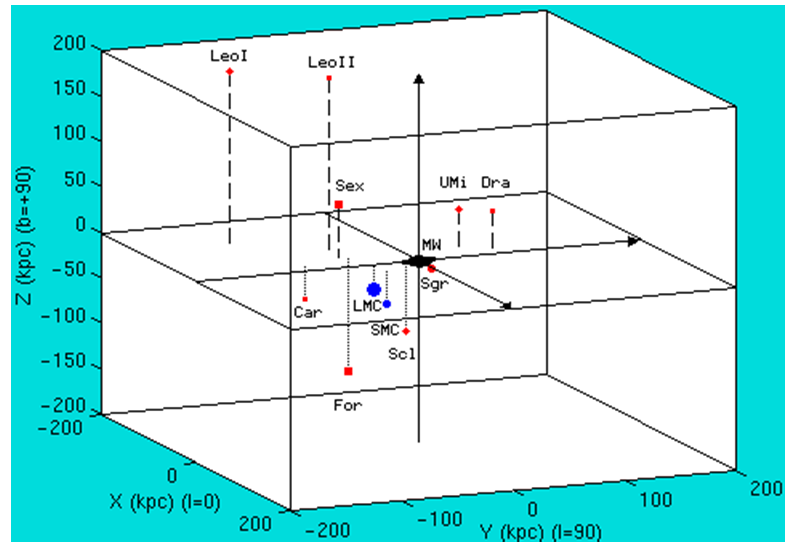 200
150
100
50
0
-50
-100
-150
-200
Z (kpc) (b=+90)
LeoI
LeoII
Sex
UMi
Dra
MW
Sgr
Car
LMC
SMC
Scl
For
-200
0
200
X (kpc) (l=0)
-200
-100
0
100
200
Y (kpc) (l=90)